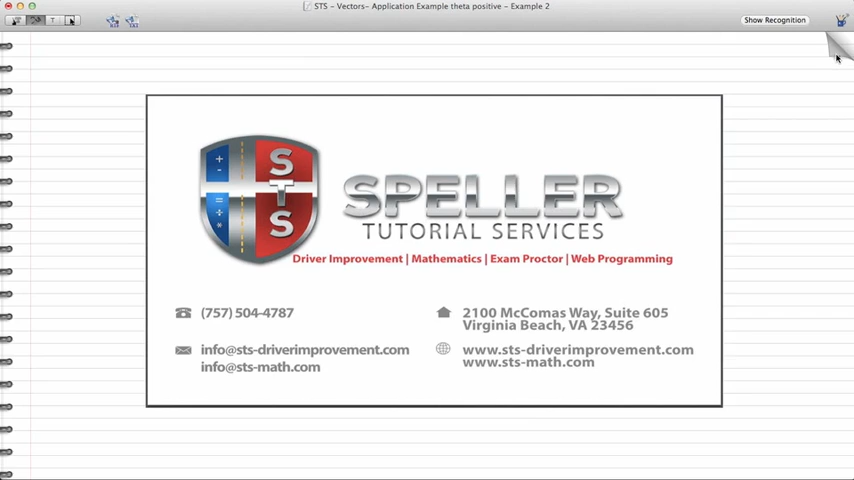 STS - Vectors- Application Example theta positive - Example 2
Show Recognition
+
-
=
÷
*
S
T
S
SPELLER
TUTORIAL SERVICES
Driver Improvement | Mathematics | Exam Proctor | Web Programming
(757) 504-4787
info@sts-driverimprovement.com
info@sts-math.com
2100 McComas Way, Suite 605
Virginia Beach, VA 23456
www.sts-driverimprovement.com
www.sts-math.com